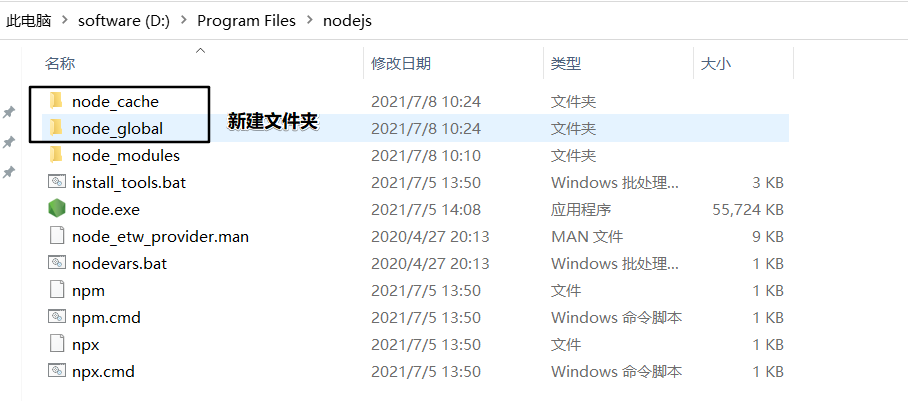 此电脑 > software (D:) > Program Files > nodejs
名称 修改日期 类型 大小
node_cache 2021/7/8 10:24 文件夹
node_global 2021/7/8 10:24 文件夹
新建文件夹
node_modules 2021/7/8 10:10 文件夹
install_tools.bat 2021/7/5 13:50 Windows 批处理... 3 KB
node.exe 2021/7/5 14:08 应用程序 55,724 KB
node_etw_provider.man 2020/4/27 20:13 MAN 文件 9 KB
nodevars.bat 2020/4/27 20:13 Windows 批处理... 1 KB
npm 2021/7/5 13:50 文件 1 KB
npm.cmd 2021/7/5 13:50 Windows 命令脚本 1 KB
npx 2021/7/5 13:50 文件 1 KB
npx.cmd 2021/7/5 13:50 Windows 命令脚本 1 KB